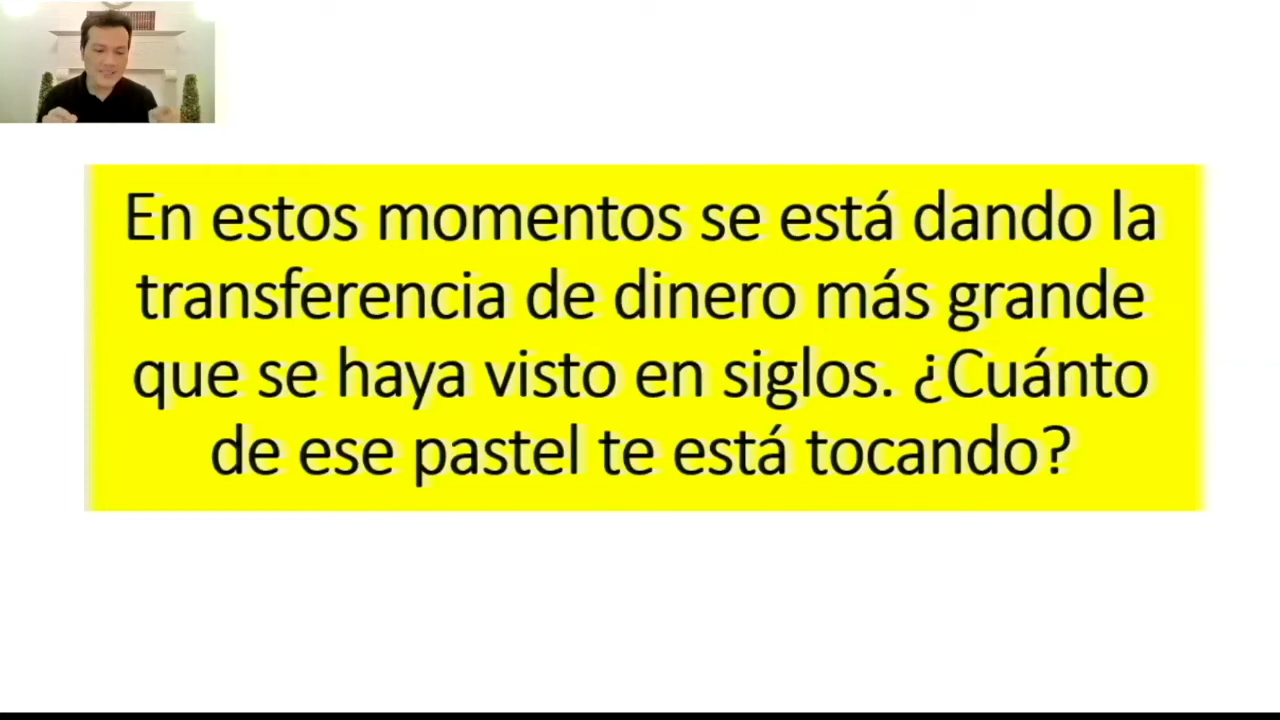 En estos momentos se está dando la
transferencia de dinero más grande
que se haya visto en siglos. ¿Cuánto
de ese pastel te está tocando?